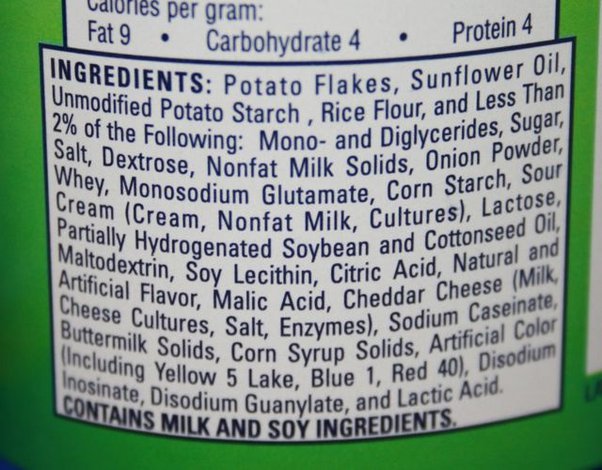 Calories per gram:
Fat 9 • Carbohydrate 4 • Protein 4
INGREDIENTS: Potato Flakes, Sunflower Oil,
Unmodified Potato Starch , Rice Flour, and Less Than
2% of the Following: Mono- and Diglycerides, Sugar,
Salt, Dextrose, Nonfat Milk Solids, Onion Powder,
Whey, Monosodium Glutamate, Corn Starch, Sour
Cream (Cream, Nonfat Milk, Cultures), Lactose,
Partially Hydrogenated Soybean and Cottonseed Oil,
Maltodextrin, Soy Lecithin, Citric Acid, Natural and
Artificial Flavor, Malic Acid, Cheddar Cheese (Milk,
Cheese Cultures, Salt, Enzymes), Sodium Caseinate,
Buttermilk Solids, Corn Syrup Solids, Artificial Color
(Including Yellow 5 Lake, Blue 1, Red 40), Disodium
Inosinate, Disodium Guanylate, and Lactic Acid.
CONTAINS MILK AND SOY INGREDIENTS.